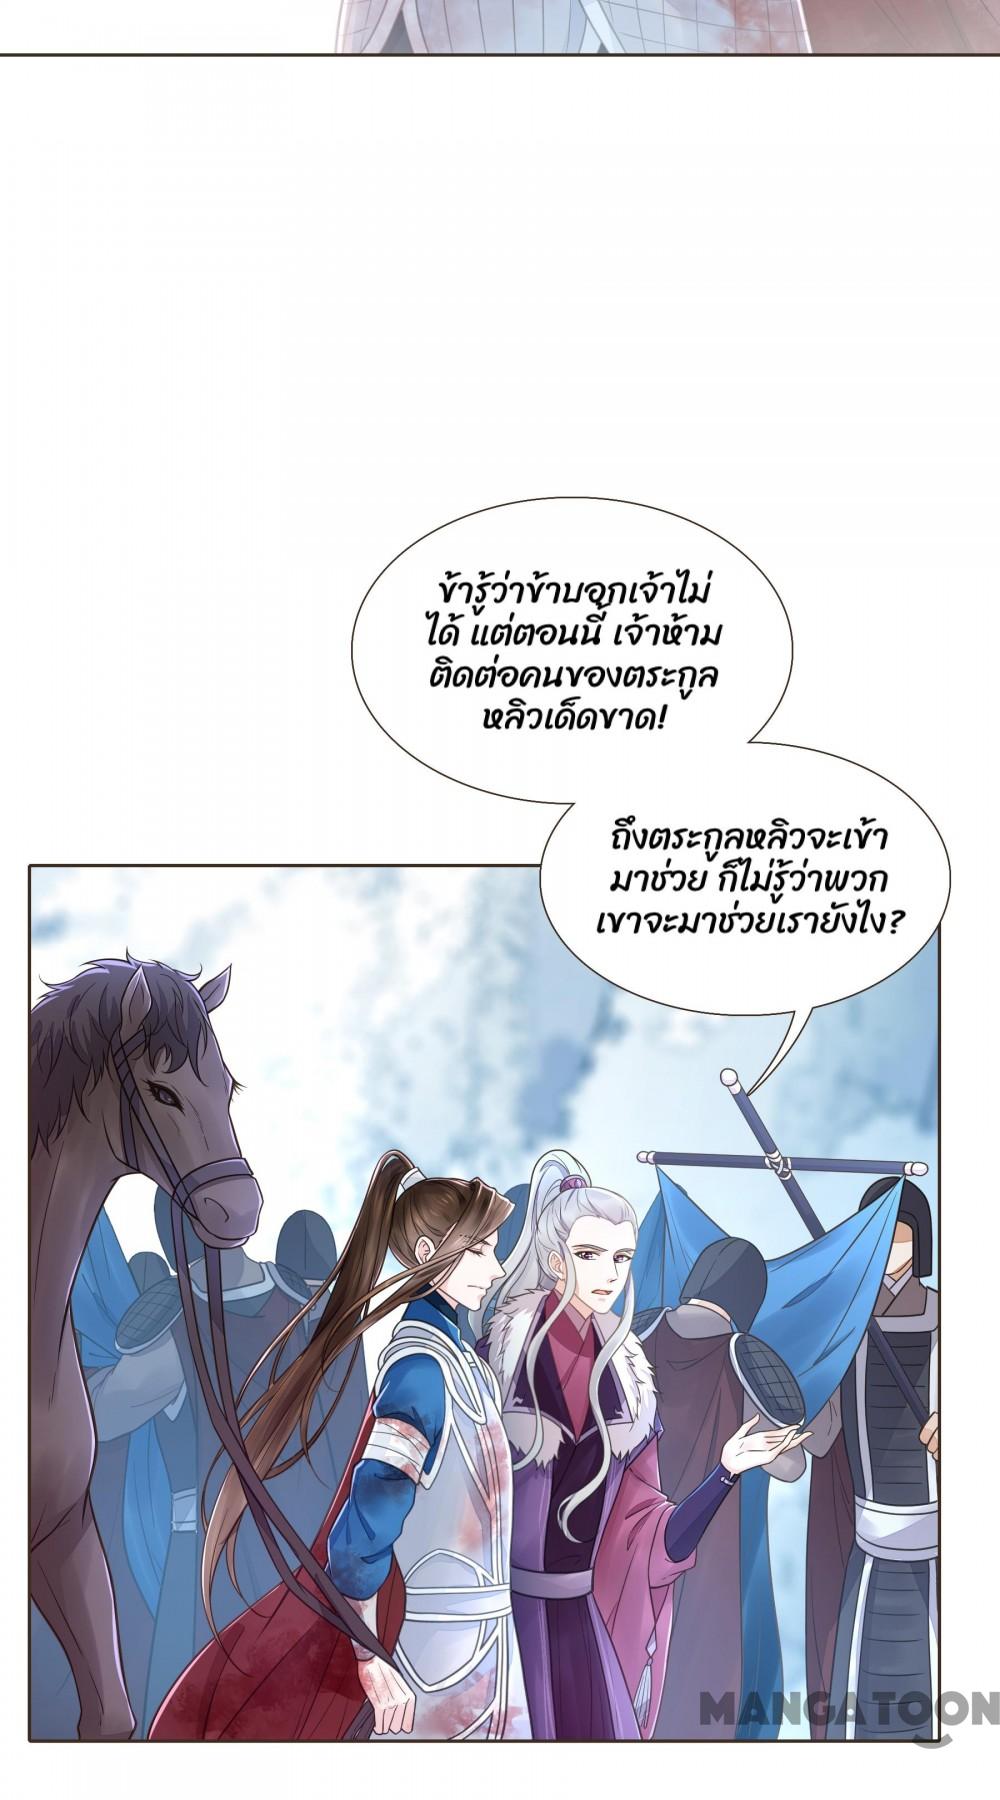 ข้ารู้ว่าข้าบอกเจ้าไม่
ได้ แต่ตอนนี้ เจ้าห้าม
ติดต่อคนของตระกูล
หลิวเด็ดขาด!
ถึงตระกูลหลิวจะเข้า
มาช่วย ก็ไม่รู้ว่าพวก
เขาจะมาช่วยเรายังไง?
MANGATOON